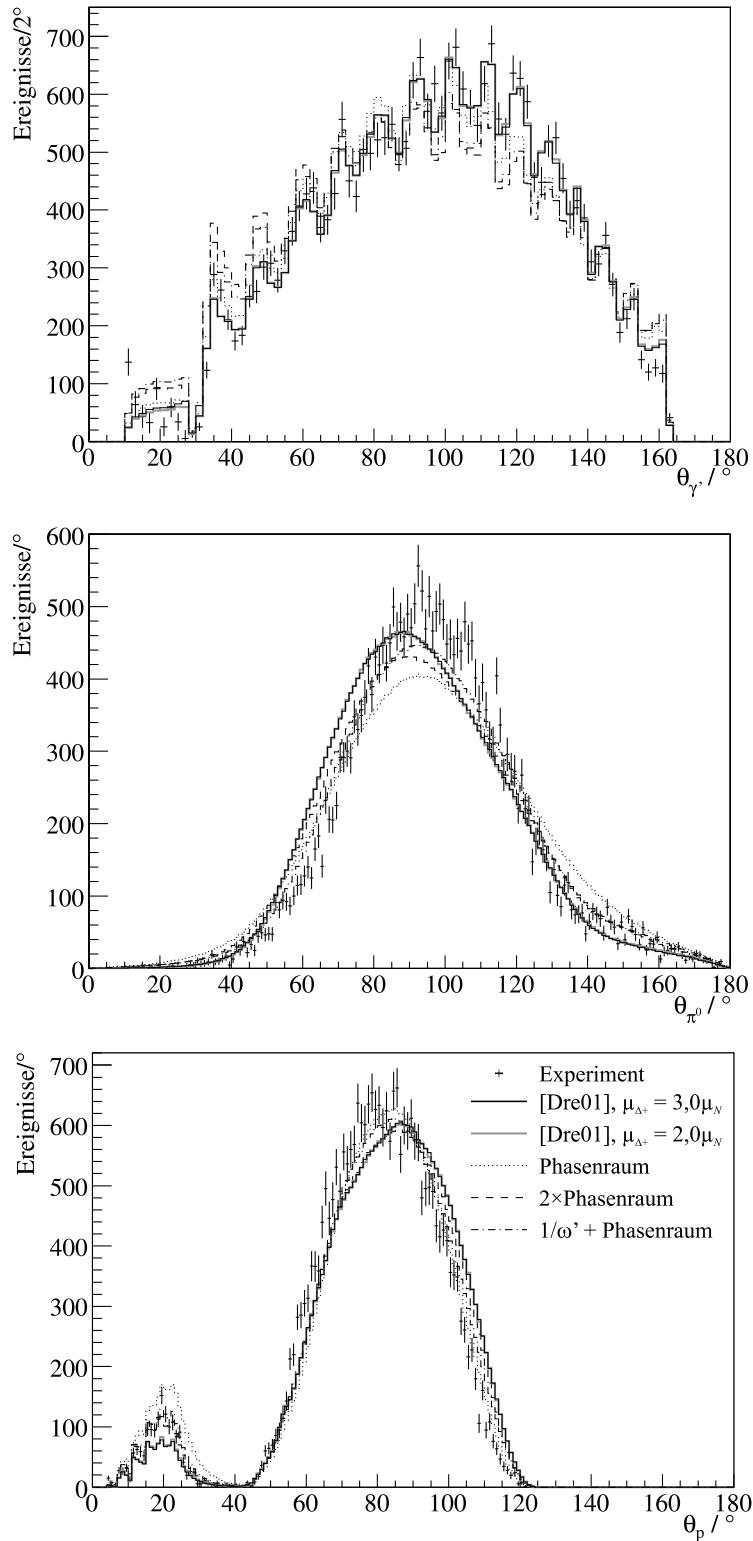 Ereignisse/2°
700
600
500
400
300
200
100
0
0 20 40 60 80 100 120 140 160 180
θγ’ / °
Ereignisse/°
600
500
400
300
200
100
0
0 20 40 60 80 100 120 140 160 180
θπ⁰ / °
Ereignisse/°
700
600
500
400
300
200
100
0
Experiment
[Dre01], μΔ+ = 3,0μN
[Dre01], μΔ+ = 2,0μN
Phasenraum
2×Phasenraum
1/ω’ + Phasenraum
0 20 40 60 80 100 120 140 160 180
θp / °